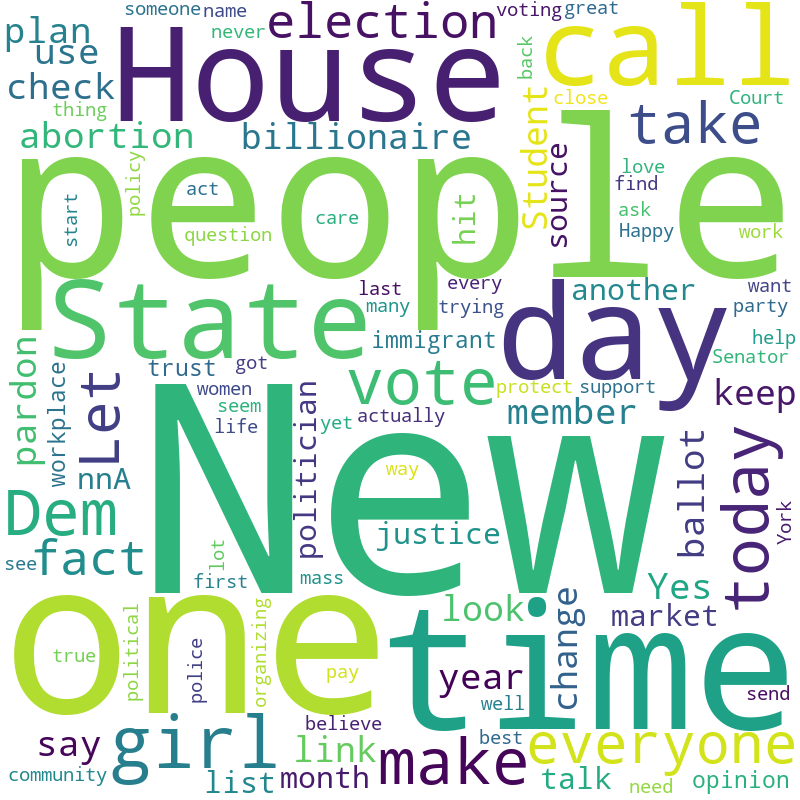 someone
name
voting
great
plan
never
election
call
use
House
back
check
thing
close
Court
abortion
billionaire
Student
take
people
policy
act
source
love
find
start
care
hit
ask
question
Happy
work
State
last
every
day
another
want
many
trying
party
immigrant
help
Senator
pardon
workplace
Let
trust
got
vote
protect
support
women
member
keep
seem
politician
yet
actually
life
New
nnA
way
ballot
today
York
Dem
justice
fact
see
lot
first
mass
Yes
one
time
look
change
market
political
police
organizing
true
pay
year
send
well
girl
say
believe
best
everyone
link
make
community
list
month
talk
need
opinion